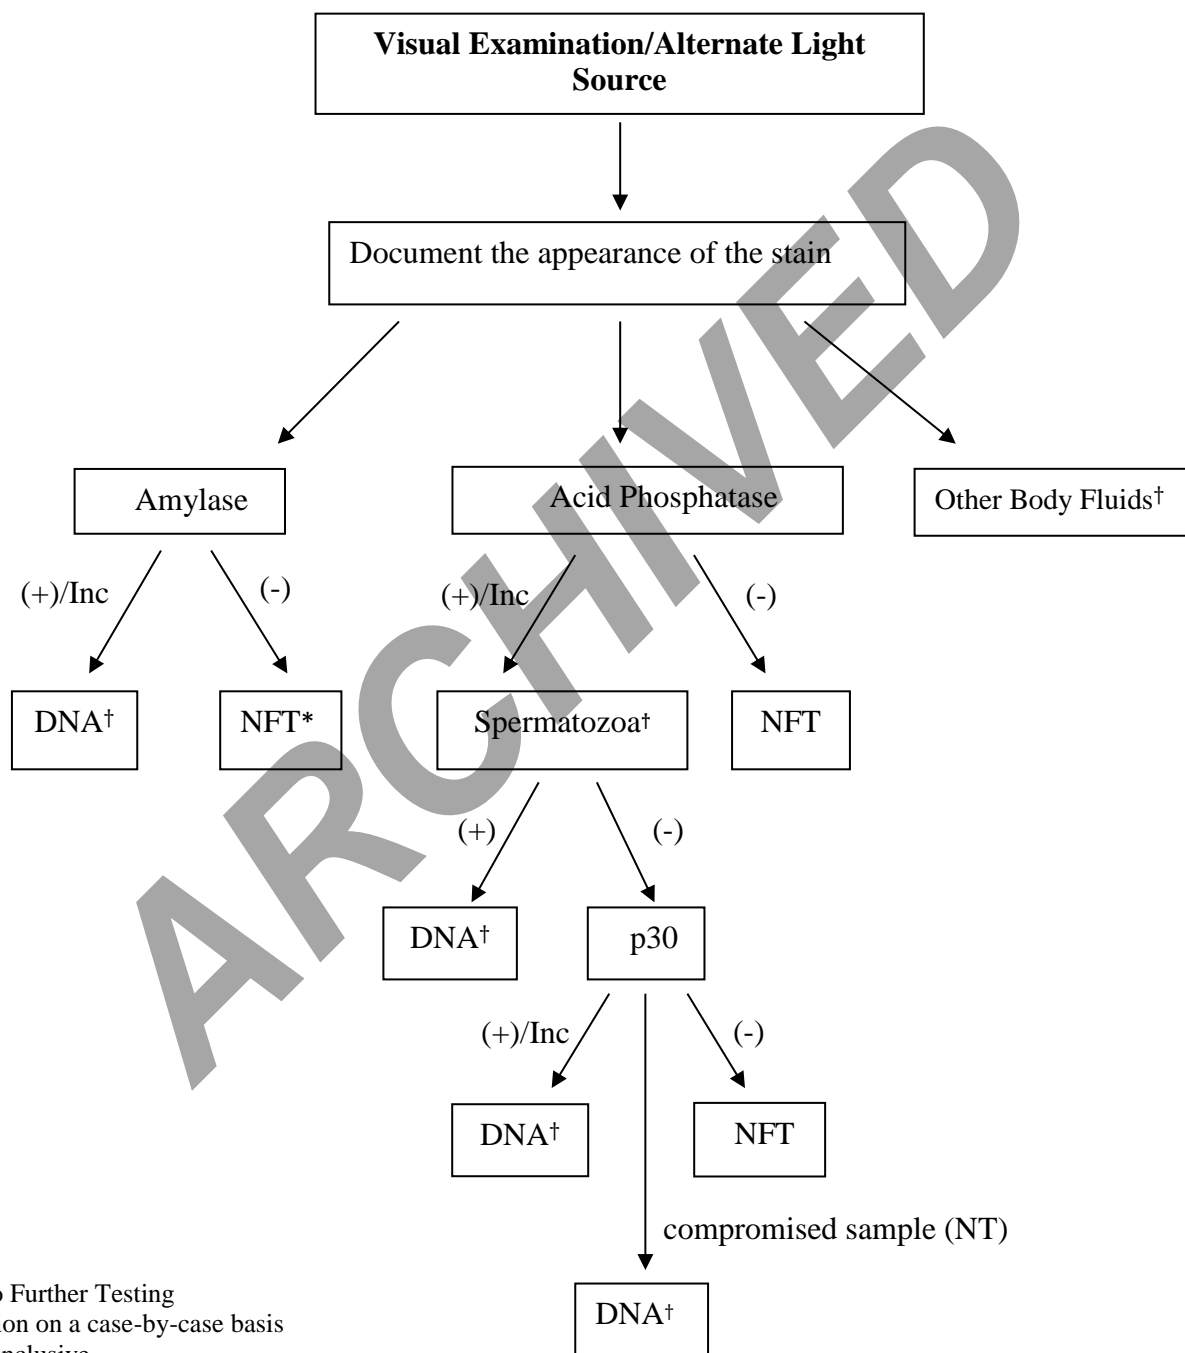 Visual Examination/Alternate Light
Source
Document the appearance of the stain
Amylase
Acid Phosphatase
Other Body Fluids†
(+)/Inc
(-)
(+)/Inc
(-)
DNA†
NFT*
Spermatozoa†
NFT
(+)
(-)
DNA†
p30
(+)/Inc
(-)
DNA†
NFT
compromised sample (NT)
DNA†
Further Testing
on a case-by-case basis
ARCHIVED